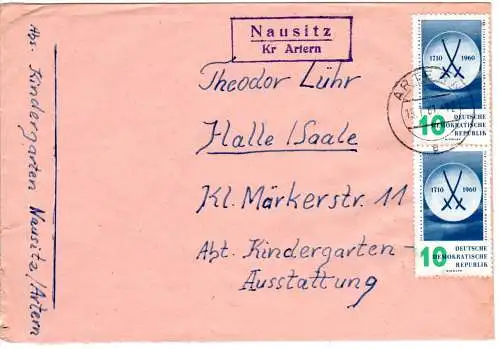 Nausitz
Kr Artern
Theodor Lühr
Halle/Saale
Kl. Märkerstr. 11
Abt. Kindergarten-
Ausstattung
Abs. Kindergarten Nausitz/Artern
1710 1960
10 DEUTSCHE
DEMOKRATISCHE
REPUBLIK
1710 1960
10 DEUTSCHE
DEMOKRATISCHE
REPUBLIK